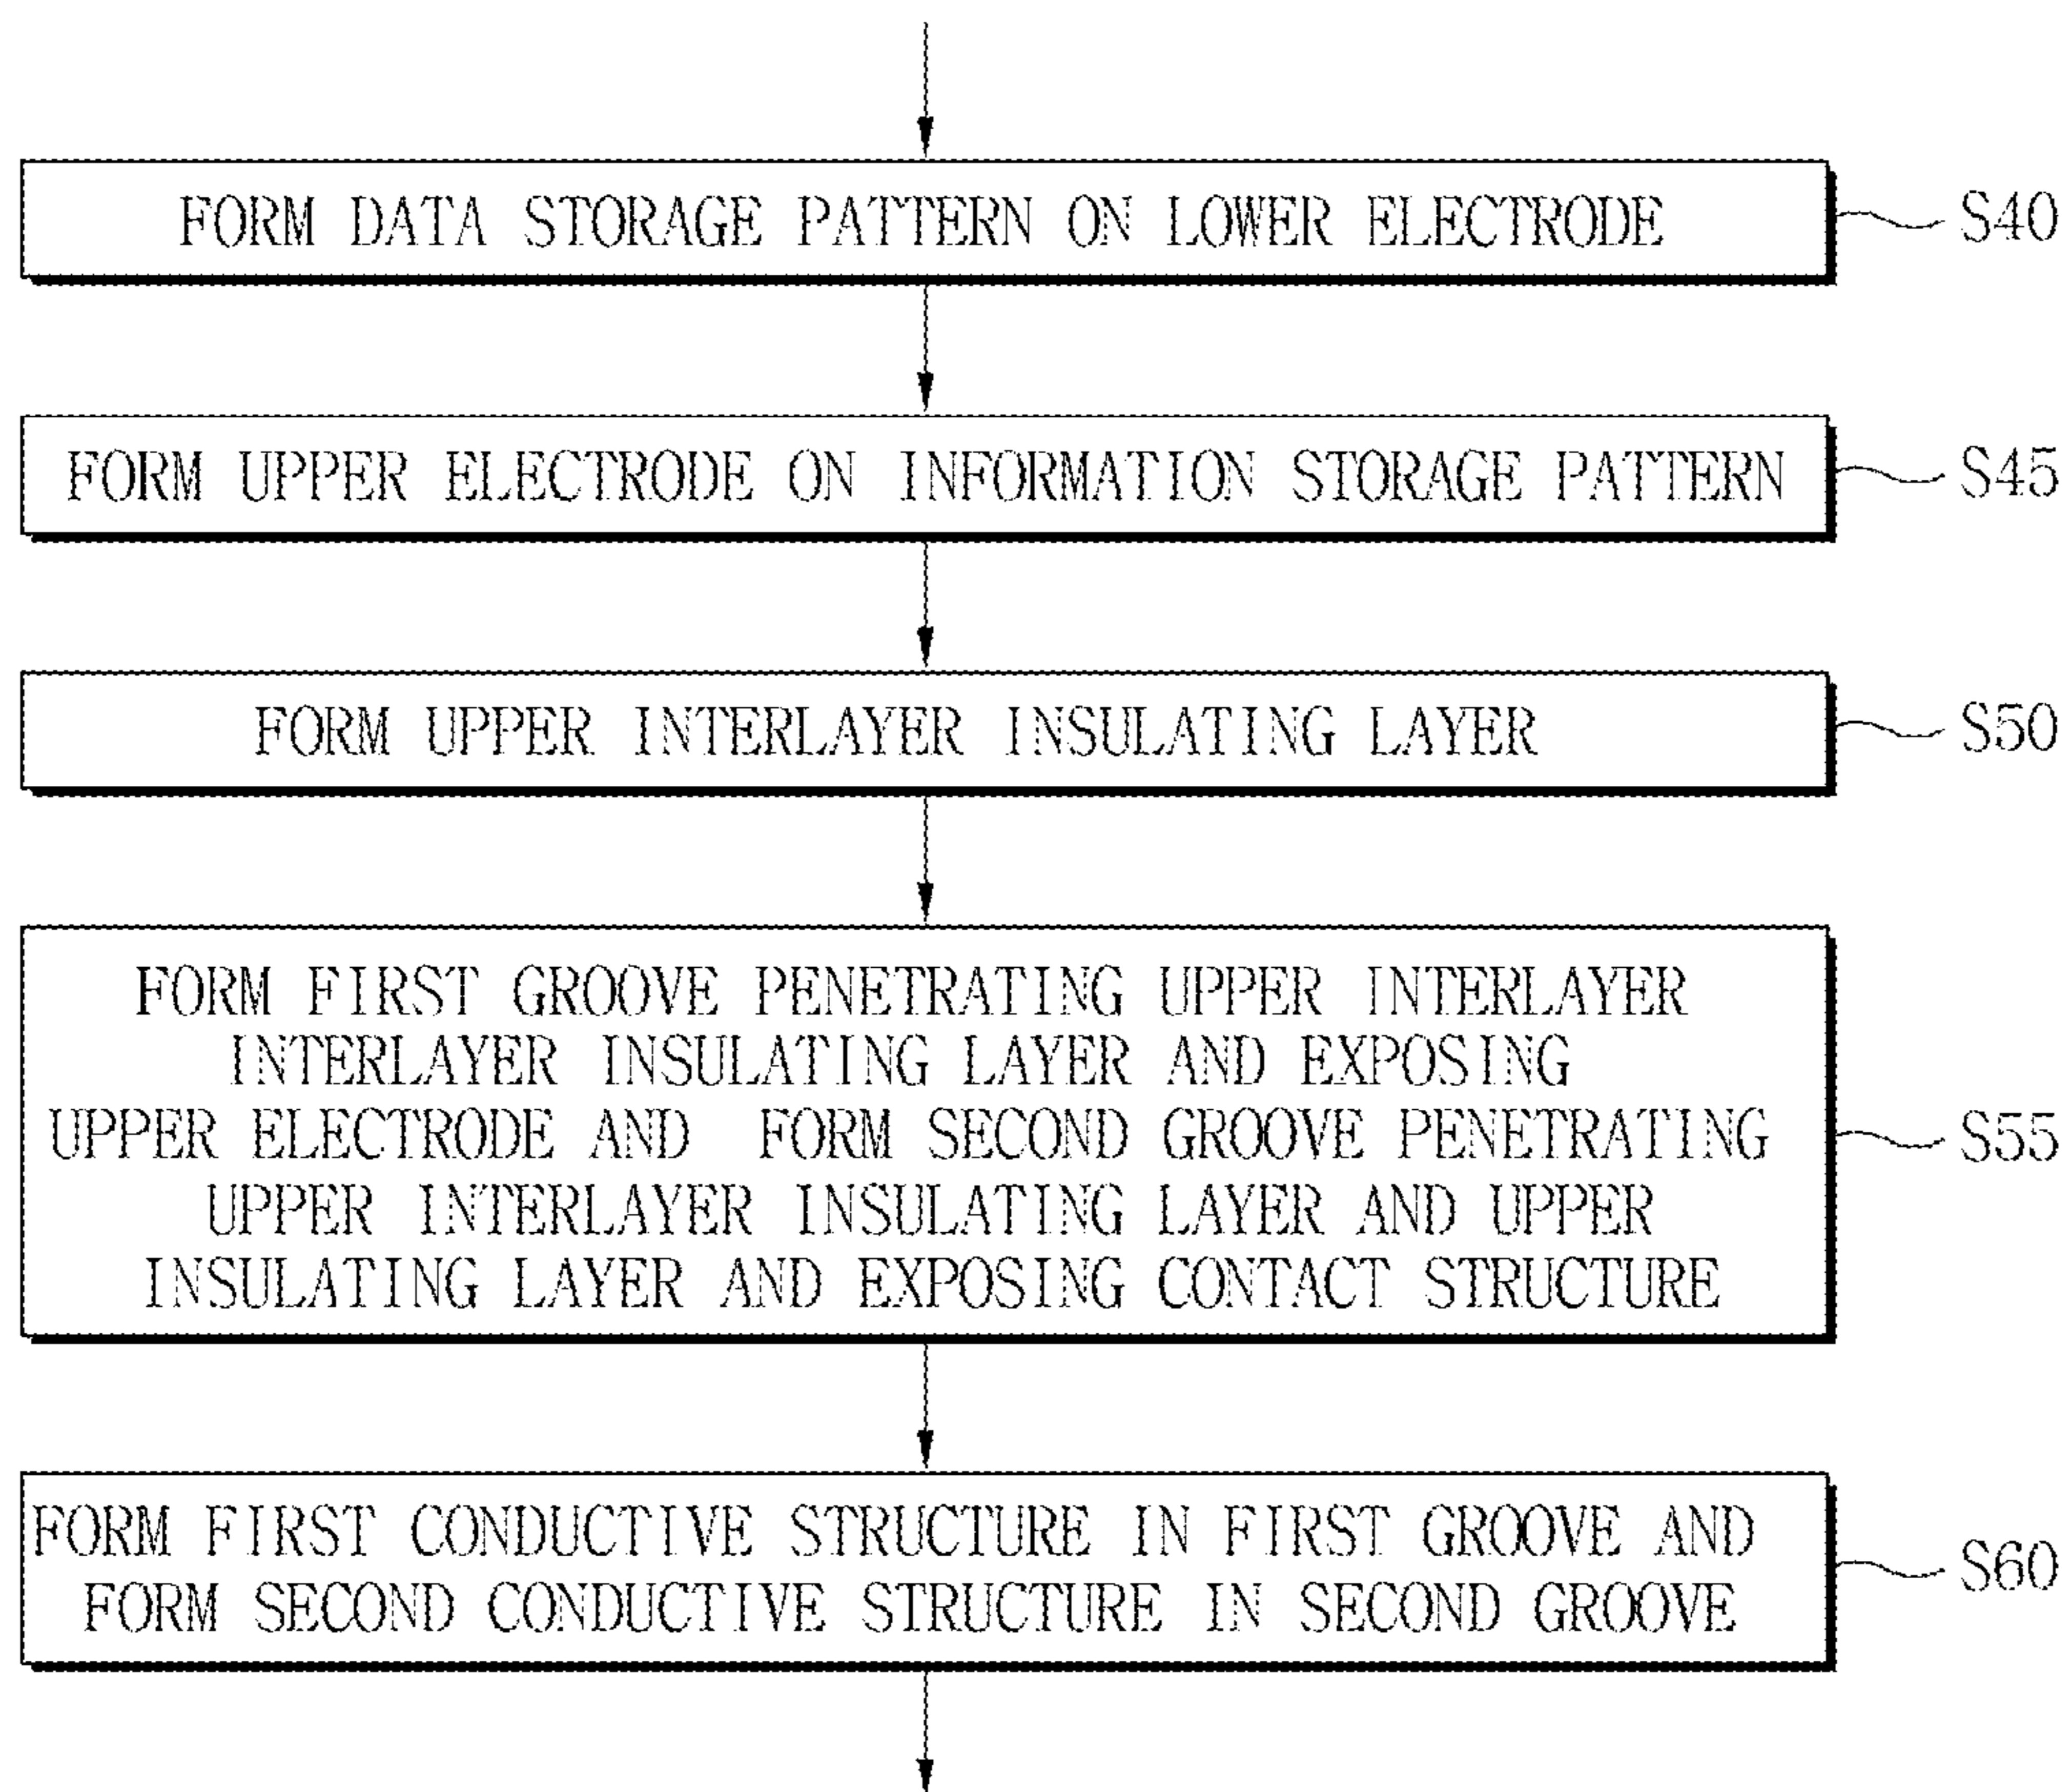 FORM DATA STORAGE PATTERN ON LOWER ELECTRODE
S40
FORM UPPER ELECTRODE ON INFORMATION STORAGE PATTERN
S45
FORM UPPER INTERLAYER INSULATING LAYER
S50
FORM FIRST GROOVE PENETRATING UPPER INTERLAYER
INTERLAYER INSULATING LAYER AND EXPOSING
UPPER ELECTRODE AND FORM SECOND GROOVE PENETRATING
UPPER INTERLAYER INSULATING LAYER AND UPPER
INSULATING LAYER AND EXPOSING CONTACT STRUCTURE
S55
FORM FIRST CONDUCTIVE STRUCTURE IN FIRST GROOVE AND
FORM SECOND CONDUCTIVE STRUCTURE IN SECOND GROOVE
S60